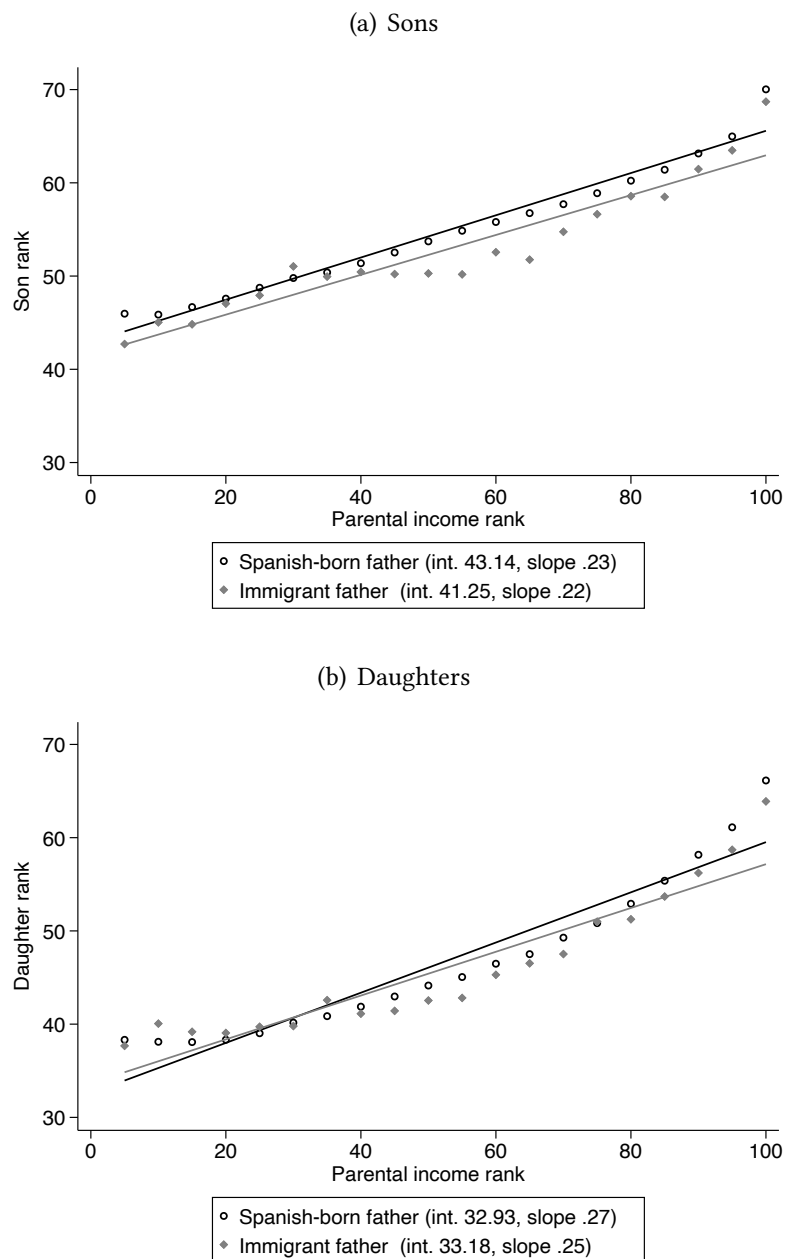 (a) Sons
70
60
50
40
30
Son rank
0 20 40 60 80 100
Parental income rank
Spanish-born father (int. 43.14, slope .23)
Immigrant father (int. 41.25, slope .22)
(b) Daughters
70
60
50
40
30
Daughter rank
0 20 40 60 80 100
Parental income rank
Spanish-born father (int. 32.93, slope .27)
Immigrant father (int. 33.18, slope .25)